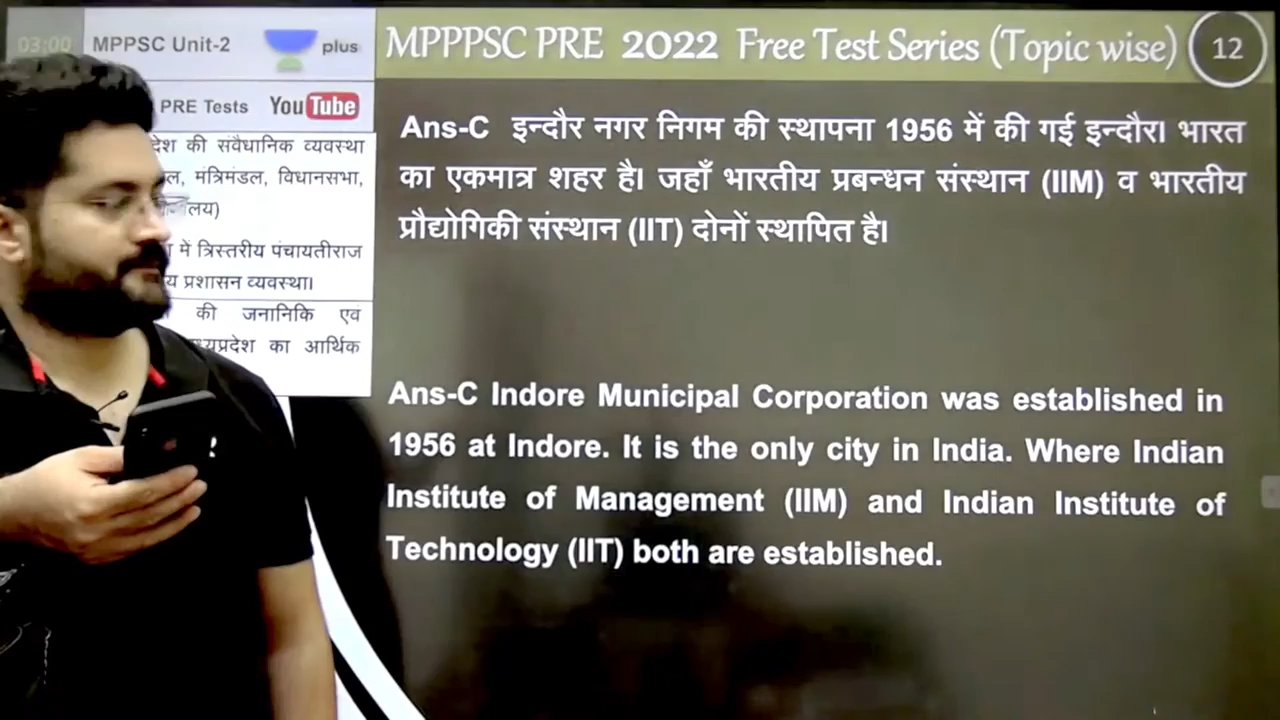 03:00
MPPSC Unit-2
plus
MPPPSC PRE 2022 Free Test Series (Topic wise)
12
PRE Tests
YouTube
देश की संवैधानिक व्यवस्था
मंत्रिमंडल, विधानसभा,
में त्रिस्तरीय पंचायतीराज
प्रशासन व्यवस्था।
की जनानिकि एवं
का आर्थिक
Ans-C इन्दौर नगर निगम की स्थापना 1956 में की गई इन्दौर। भारत
का एकमात्र शहर है। जहाँ भारतीय प्रबन्धन संस्थान (IIM) व भारतीय
प्रौद्योगिकी संस्थान (IIT) दोनों स्थापित है।
Ans-C Indore Municipal Corporation was established in
1956 at Indore. It is the only city in India. Where Indian
Institute of Management (IIM) and Indian Institute of
Technology (IIT) both are established.